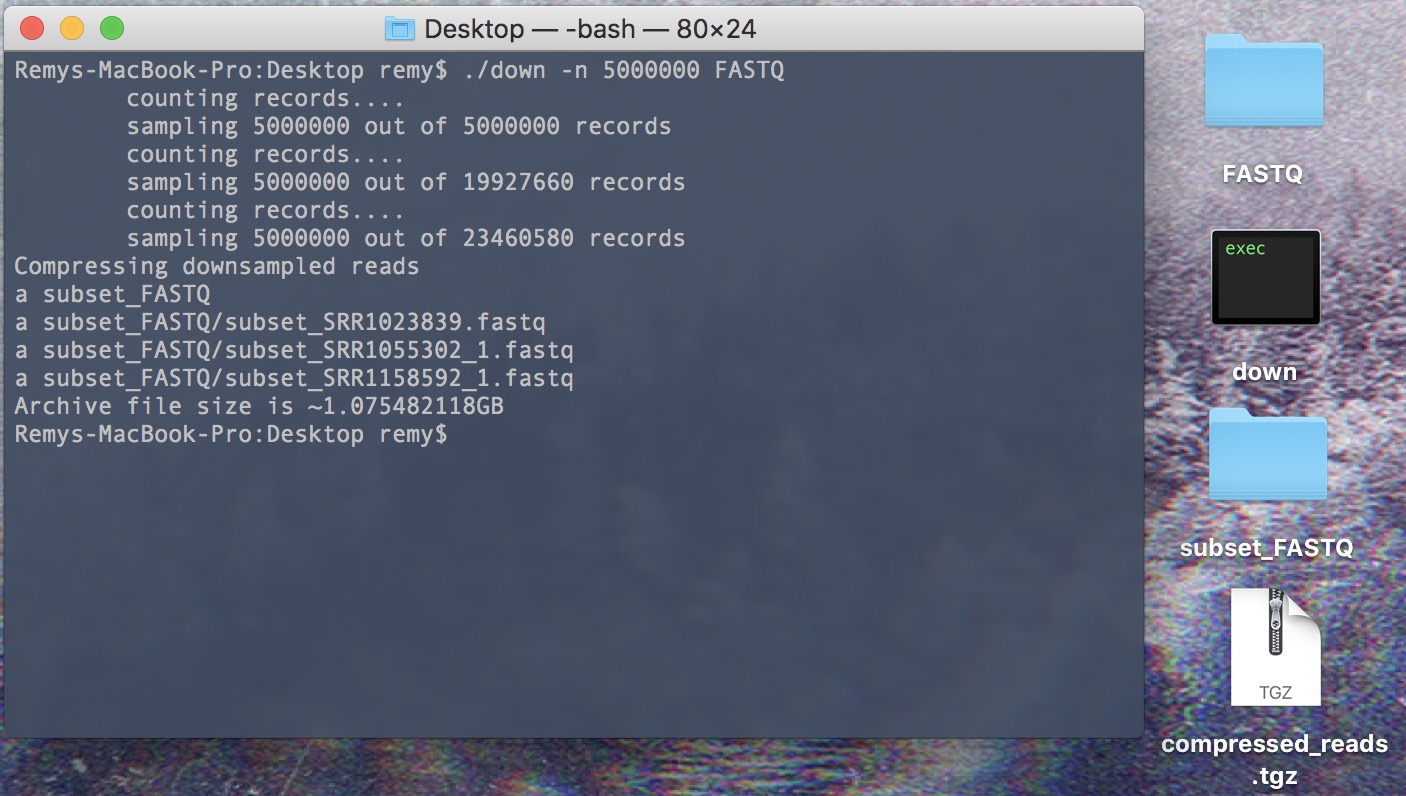 Desktop — -bash — 80×24
Remys-MacBook-Pro:Desktop remy$ ./down -n 5000000 FASTQ
counting records....
sampling 5000000 out of 5000000 records
counting records....
sampling 5000000 out of 19927660 records
counting records....
sampling 5000000 out of 23460580 records
Compressing downsampled reads
a subset_FASTQ
a subset_FASTQ/subset_SRR1023839.fastq
a subset_FASTQ/subset_SRR1055302_1.fastq
a subset_FASTQ/subset_SRR1158592_1.fastq
Archive file size is ~1.075482118GB
Remys-MacBook-Pro:Desktop remy$
FASTQ
exec
down
subset_FASTQ
TGZ
compressed_reads
.tgz